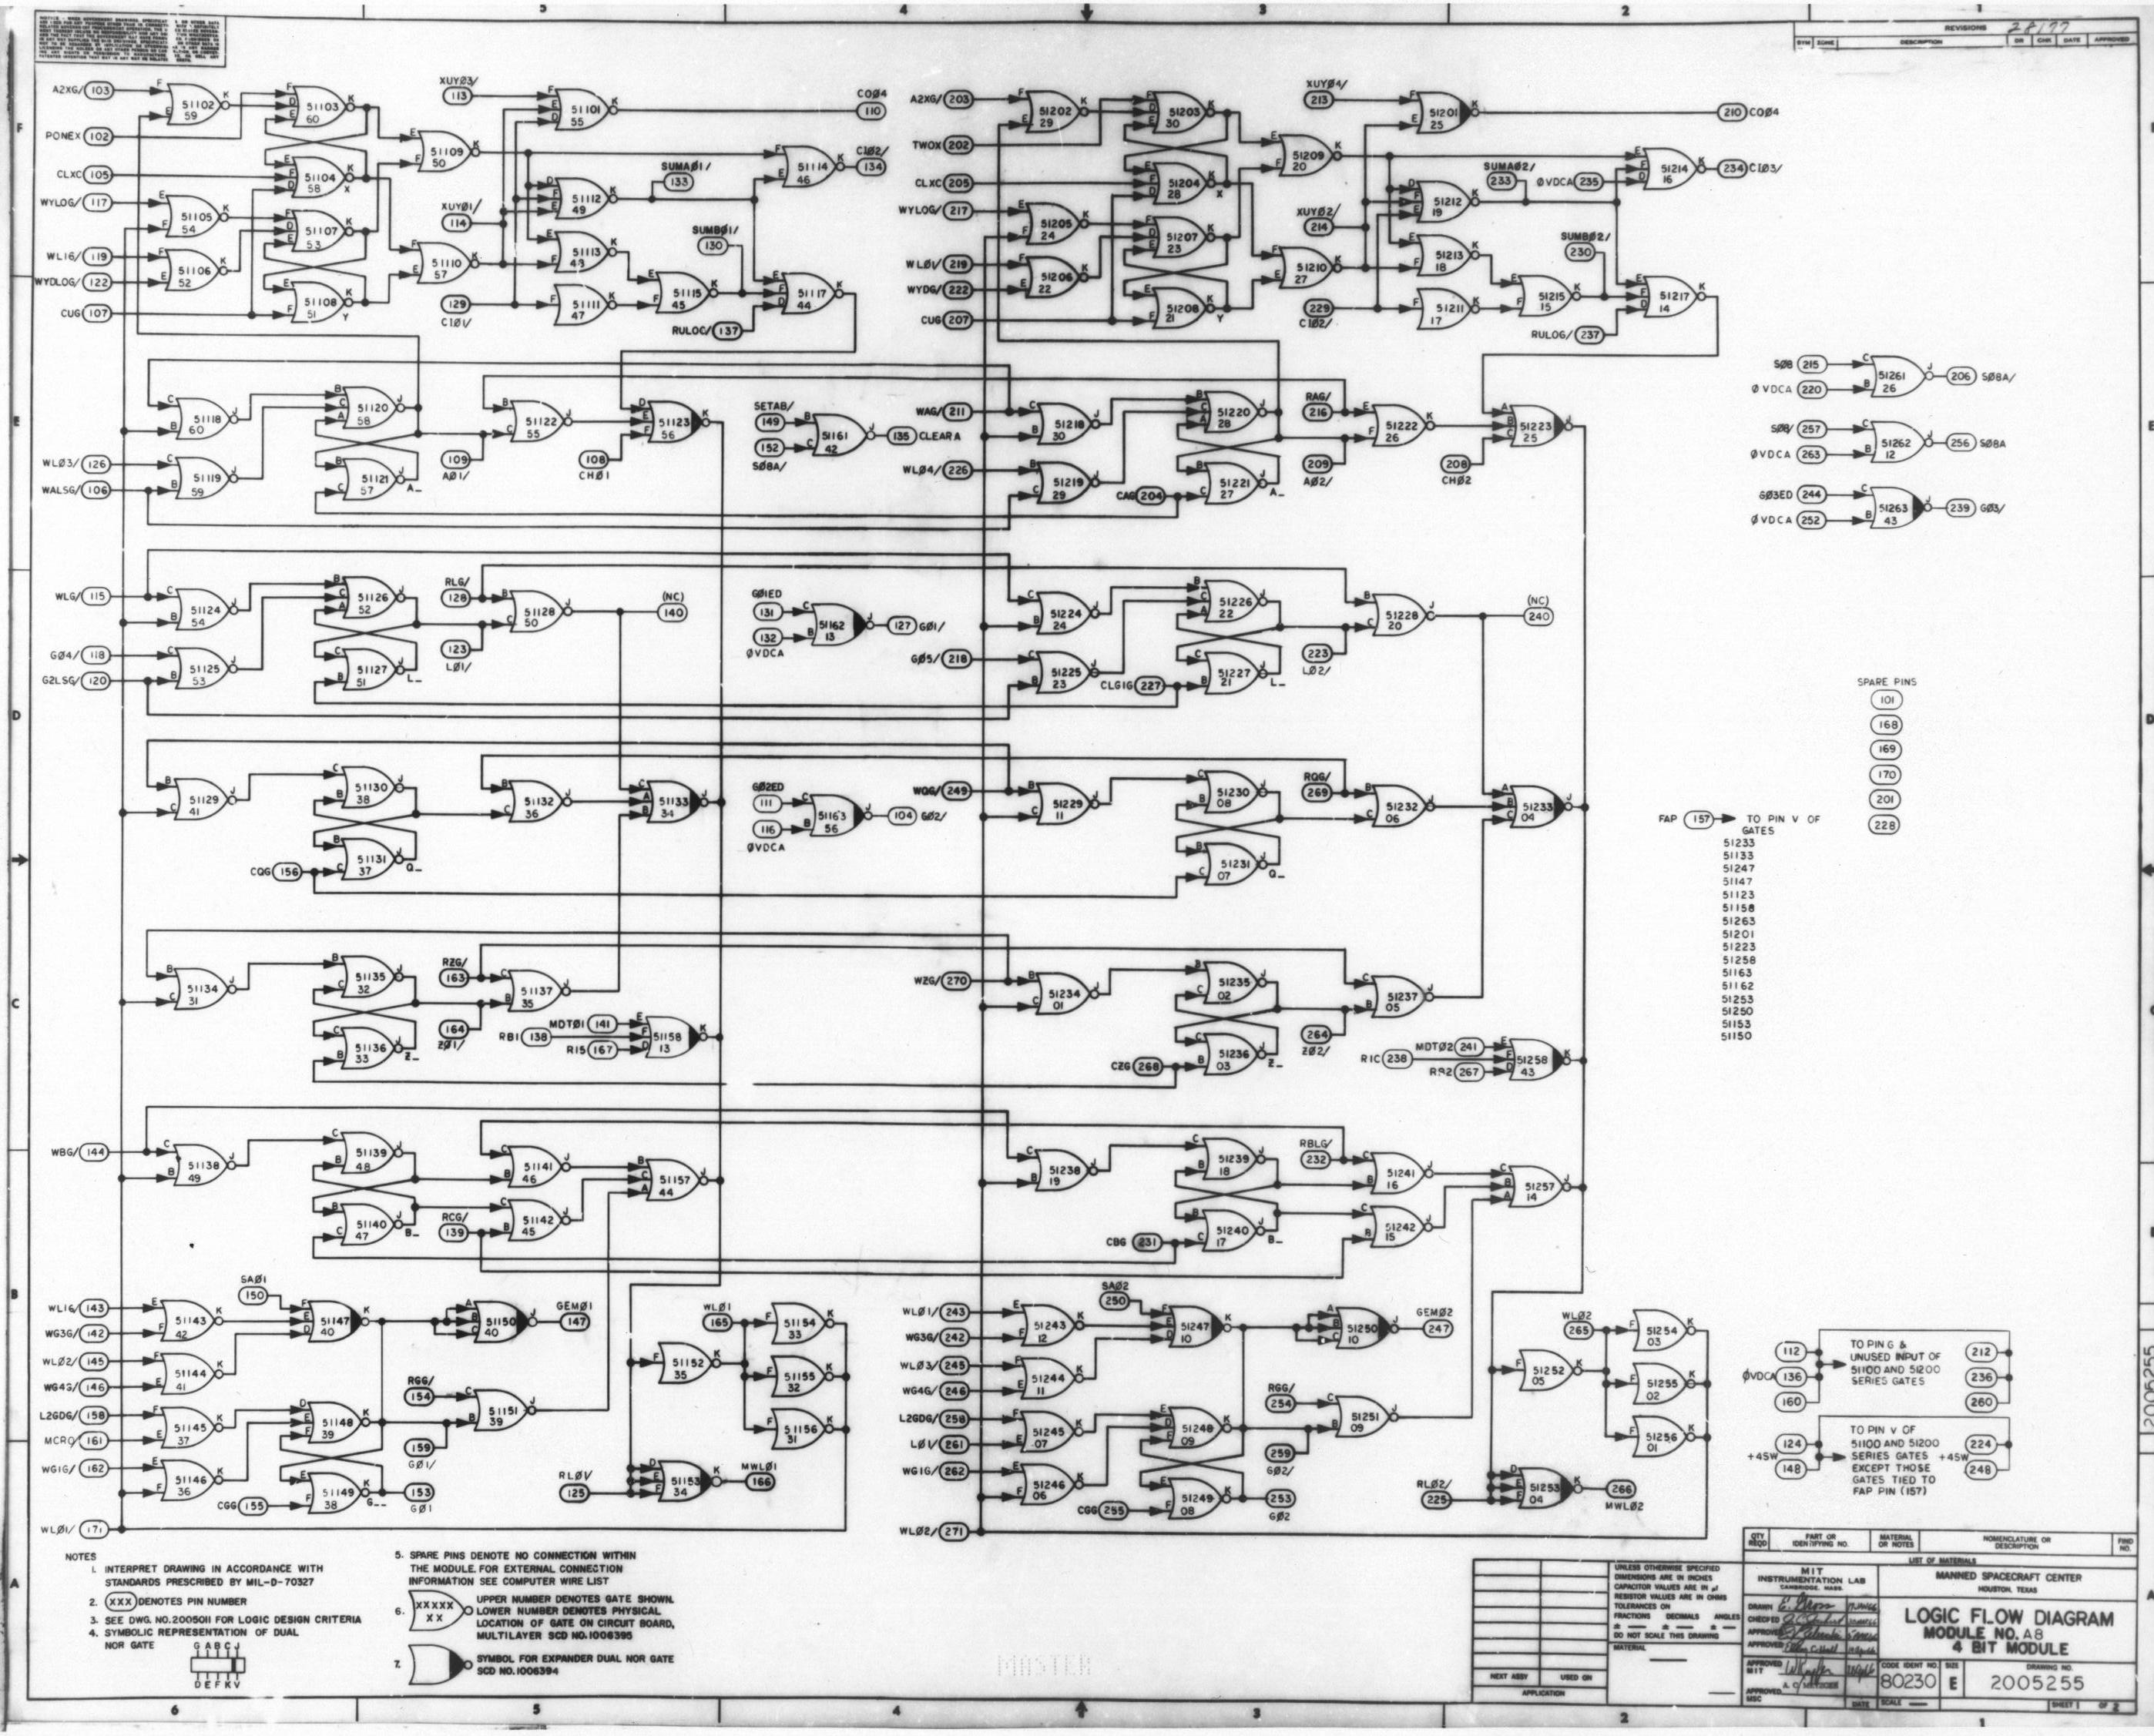 REVISIONS 28177
SYM ZONE DESCRIPTION DR CHK DATE APPROVED
5 4 3 2 1
A2XG/ 103
PONEX 102
CLXC 105
WYLOG/ 117
WL16/ 119
WYDLOG/ 122
CUG 107
51102 59
51103 60
51104 58 X
51105 54
51106 52
51107 53
51108 51 Y
51109 50
51110 57
XUYØ3/ 113
51101 55
COØ4 110
51112 49
XUYØ1/ 114
51113 48
51111 47
129 CIØ1/
SUMAØ1/ 133
SUMBØ1/ 130
51115 45
RULOG/ 137
51114 46
CIØ2/ 134
51117 44
A2XG/ 203
TWOX 202
CLXC 205
WYLOG/ 217
WLØ1/ 219
WYDG/ 222
CUG 207
51202 29
51203 30
51204 28 X
51205 24
51206 22
51207 23
51208 21 Y
51209 20
51210 27
XUYØ4/ 213
51201 25
210 COØ4
51212 19
XUYØ2/ 214
51213 18
51211 17
229 CIØ2/
SUMAØ2/ 233
ØVDCA 235
SUMBØ2/ 230
51215 15
RULOG/ 237
51214 16
234 CIØ3/
51217 14
SØ8 215
ØVDCA 220
51261 26
206 SØ8A/
SØ8/ 257
ØVDCA 263
51262 12
256 SØ8A
GØ3ED 244
ØVDCA 252
51263 43
239 GØ3/
51118 60
WLØ3/ 126
WALSG/ 106
51119 59
51120 58
51121 57 A_
109 AØ1/
51122 55
108 CHØ1
51123 56
SETAB/ 149
152 SØ8A/
51161 42
135 CLEARA
WAG/ 211
WLØ4/ 226
51218 30
51219 29
CAG 204
51220 28
51221 27 A_
RAG/ 216
209 AØ2/
51222 26
208 CHØ2
51223 25
WLG/ 115
GØ4/ 118
G2LSG/ 120
51124 54
51125 53
51126 52
51127 51 L_
RLG/ 128
123 LØ1/
51128 50
(NC) 140
GØ1ED 131
132 ØVDCA
51162 13
127 GØ1/
GØ5/ 218
51224 24
51225 23
CLG1G 227
51226 22
51227 21 L_
223 LØ2/
51228 20
(NC) 240
SPARE PINS
101
168
169
170
201
228
51129 41
51130 38
51131 37 Q_
CQG 156
51132 36
51133 34
GØ2ED 111
116 ØVDCA
51163 56
104 GØ2/
WQG/ 249
51229 11
51230 08
51231 07 Q_
RQG/ 269
51232 06
51233 04
FAP 157 TO PIN V OF
GATES
51233
51133
51247
51147
51123
51158
51263
51201
51223
51258
51163
51162
51253
51250
51153
51150
51134 31
51135 32
51136 33 Z_
RZG/ 163
164 ZØ1/
51137 35
MDTØ1 141
RB1 138
R15 167
51158 13
WZG/ 270
51234 01
51235 02
51236 03 Z_
CZG 268
264 ZØ2/
51237 05
MDTØ2 241
R1C 238
RB2 267
51258 43
WBG/ 144
51138 49
51139 48
51140 47 B_
RCG/ 139
51141 46
51142 45
51157 44
51238 19
51239 18
51240 17 B_
CBG 231
RBLG/ 232
51241 16
51242 15
51257 14
WL16/ 143
WG3G/ 142
WLØ2/ 145
WG4G/ 146
L2GDG/ 158
MCRO/ 161
WG1G/ 162
WLØ1/ 171
51143 42
51144 41
51145 37
51146 36
SAØ1 150
51147 40
51148 39
51149 38 G_
CGG 155
51150 40
GEMØ1 147
RGG/ 154
159 GØ1/
153 GØ1
51151 39
51152 35
WLØ1 165
51154 33
51155 32
51156 31
RLØ1/ 125
51153 34
MWLØ1 166
WLØ1/ 243
WG3G/ 242
WLØ3/ 245
WG4G/ 246
L2GDG/ 258
LØ1/ 261
WG1G/ 262
WLØ2/ 271
51243 12
51244 11
51245 07
51246 06
SAØ2 250
51247 10
51248 09
51249 08
CGG 255
51250 10
GEMØ2 247
RGG/ 254
259 GØ2/
253 GØ2
51251 09
51252 05
WLØ2 265
51254 03
51255 02
51256 01
RLØ2/ 225
51253 04
266 MWLØ2
112
ØVDCA 136
160
TO PIN G &
UNUSED INPUT OF
51100 AND 51200
SERIES GATES
212
236
260
124
+4SW 148
TO PIN V OF
51100 AND 51200
SERIES GATES
EXCEPT THOSE
GATES TIED TO
FAP PIN (157)
224
+4SW
248
NOTES
1. INTERPRET DRAWING IN ACCORDANCE WITH
STANDARDS PRESCRIBED BY MIL-D-70327
2. (XXX) DENOTES PIN NUMBER
3. SEE DWG. NO. 2005011 FOR LOGIC DESIGN CRITERIA
4. SYMBOLIC REPRESENTATION OF DUAL
NOR GATE
G A B C J
D E F K V
5. SPARE PINS DENOTE NO CONNECTION WITHIN
THE MODULE. FOR EXTERNAL CONNECTION
INFORMATION SEE COMPUTER WIRE LIST
6. XXXXX XX
UPPER NUMBER DENOTES GATE SHOWN.
LOWER NUMBER DENOTES PHYSICAL
LOCATION OF GATE ON CIRCUIT BOARD,
MULTILAYER SCD NO. 1006395
7. SYMBOL FOR EXPANDER DUAL NOR GATE
SCD NO. 1006394
MASTER
NEXT ASSY USED ON
APPLICATION
UNLESS OTHERWISE SPECIFIED
DIMENSIONS ARE IN INCHES
CAPACITOR VALUES ARE IN µf
RESISTOR VALUES ARE IN OHMS
TOLERANCES ON
FRACTIONS DECIMALS ANGLES
DO NOT SCALE THIS DRAWING
MATERIAL
QTY REQD PART OR IDENTIFYING NO. MATERIAL OR NOTES NOMENCLATURE OR DESCRIPTION FIND NO.
LIST OF MATERIALS
MIT
INSTRUMENTATION LAB
CAMBRIDGE, MASS.
MANNED SPACECRAFT CENTER
HOUSTON, TEXAS
DRAWN E. Gross
CHECKED
APPROVED
APPROVED
APPROVED MIT
APPROVED MSC
DATE
LOGIC FLOW DIAGRAM
MODULE NO. A8
4 BIT MODULE
CODE IDENT NO. 80230
SIZE E
DRAWING NO. 2005255
SCALE
SHEET 1 OF 2
2005255
6 5 4 3 2 1